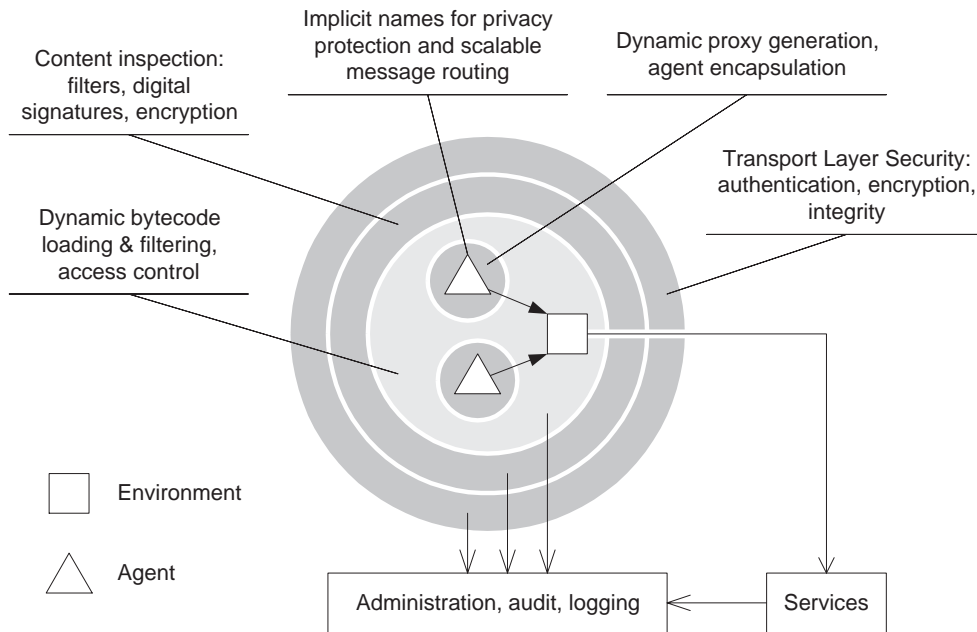 Implicit names for privacy
protection and scalable
message routing
Content inspection:
filters, digital
signatures, encryption
Dynamic proxy generation,
agent encapsulation
Transport Layer Security:
authentication, encryption,
integrity
Dynamic bytecode
loading & filtering,
access control
Environment
Agent
Administration, audit, logging
Services